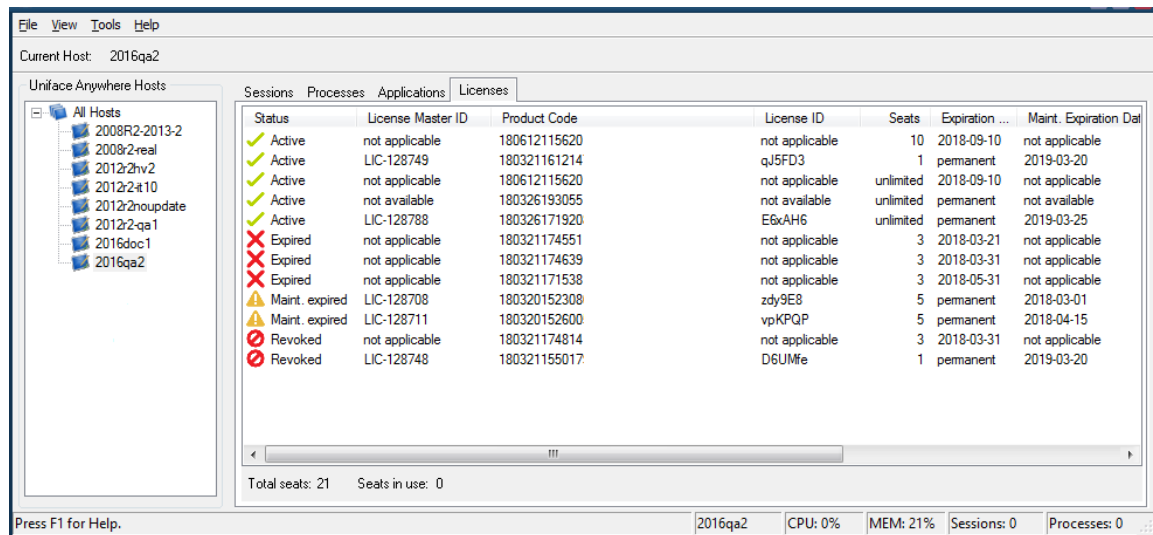 File View Tools Help
Current Host: 2016qa2
Uniface Anywhere Hosts
All Hosts
2008R2-2013-2
2008r2-real
2012r2hv2
2012r2-it10
2012r2noupdate
2012r2-qa1
2016doc1
2016qa2
Sessions Processes Applications Licenses
Status License Master ID Product Code License ID Seats Expiration ... Maint. Expiration Dat
Active not applicable 180612115620 not applicable 10 2018-09-10 not applicable
Active LIC-128749 180321161214 qJ5FD3 1 permanent 2019-03-20
Active not applicable 180612115620 not applicable unlimited 2018-09-10 not applicable
Active not available 180326193055 not available unlimited permanent not available
Active LIC-128788 180326171920 E6xAH6 unlimited permanent 2019-03-25
Expired not applicable 180321174551 not applicable 3 2018-03-21 not applicable
Expired not applicable 180321174639 not applicable 3 2018-03-31 not applicable
Expired not applicable 180321171538 not applicable 3 2018-05-31 not applicable
Maint. expired LIC-128708 180320152308 zdy9E8 5 permanent 2018-03-01
Maint. expired LIC-128711 180320152600 vpKPQP 5 permanent 2018-04-15
Revoked not applicable 180321174814 not applicable 3 2018-03-31 not applicable
Revoked LIC-128748 180321155017 D6UMfe 1 permanent 2019-03-20
Total seats: 21 Seats in use: 0
Press F1 for Help. 2016qa2 CPU: 0% MEM: 21% Sessions: 0 Processes: 0